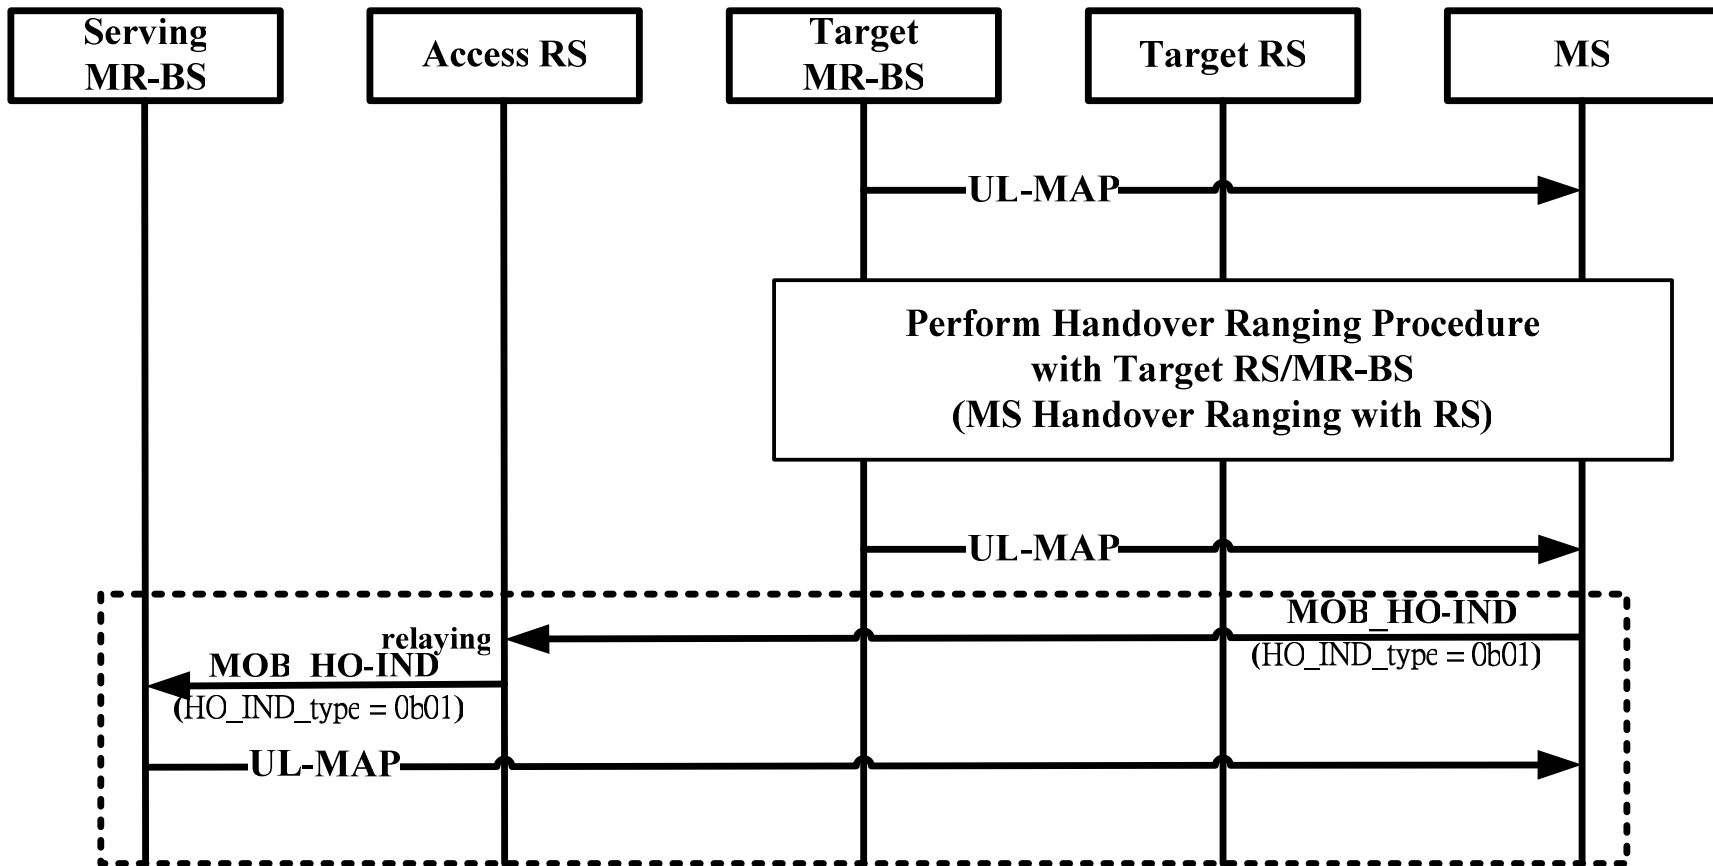 Serving
MR-BS
Access RS
Target
MR-BS
Target RS
MS
UL-MAP
Perform Handover Ranging Procedure
with Target RS/MR-BS
(MS Handover Ranging with RS)
UL-MAP
MOB_HO-IND
(HO_IND_type = 0b01)
relaying
MOB_HO-IND
(HO_IND_type = 0b01)
UL-MAP